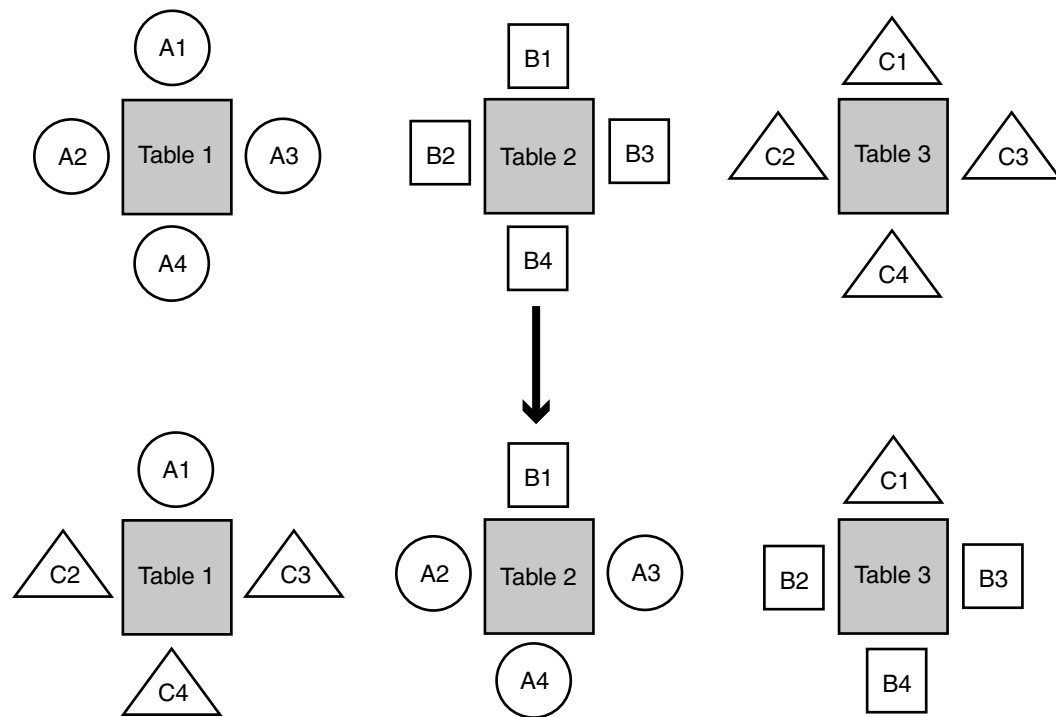 A1
B1
C1
A2
Table 1
A3
B2
Table 2
B3
C2
Table 3
C3
A4
B4
C4
A1
B1
C1
C2
Table 1
C3
A2
Table 2
A3
B2
Table 3
B3
C4
A4
B4